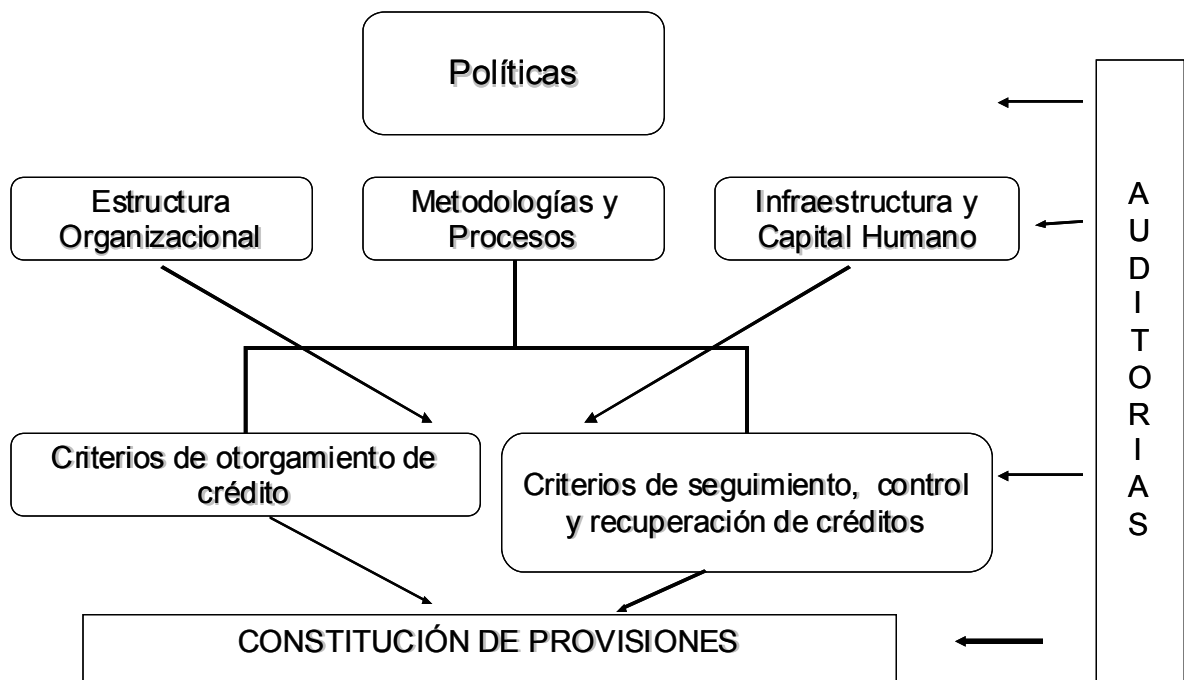 Políticas
Estructura
Organizacional
Metodologías y
Procesos
Infraestructura y
Capital Humano
Criterios de otorgamiento de
crédito
Criterios de seguimiento, control
y recuperación de créditos
CONSTITUCIÓN DE PROVISIONES
A
U
D
I
T
O
R
I
A
S